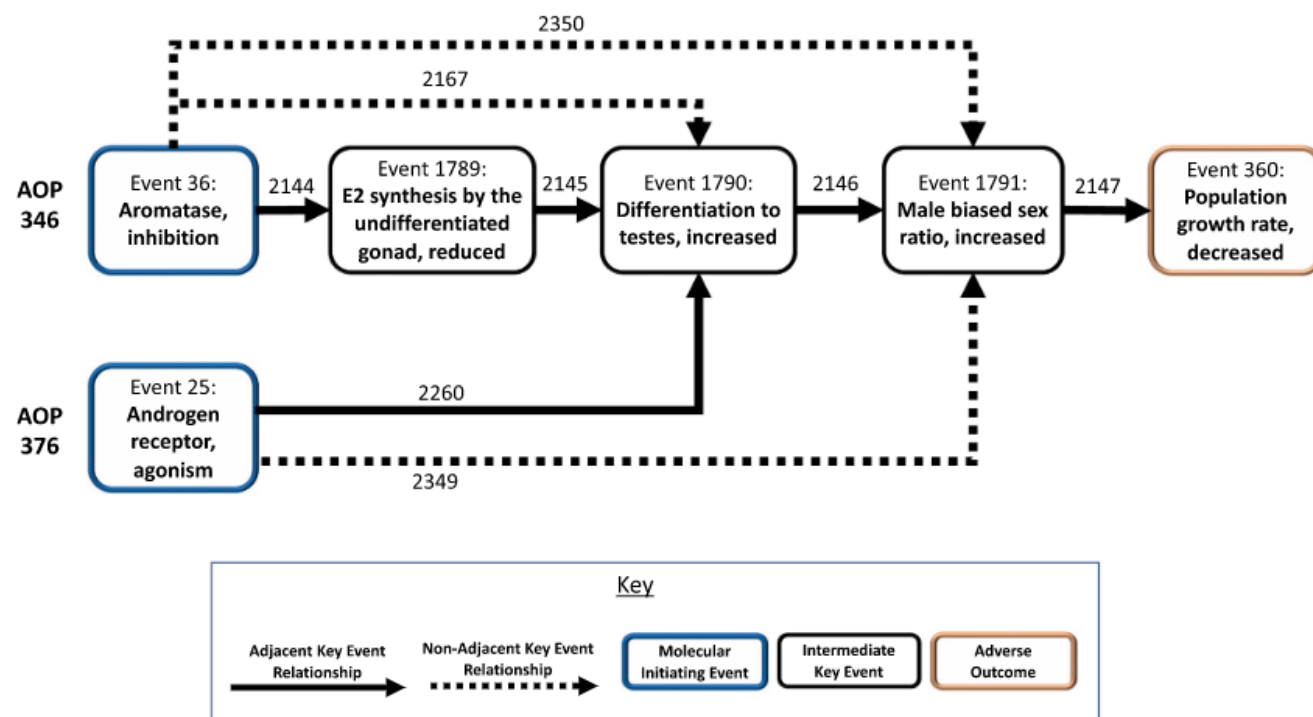 2350
2167
AOP
346
Event 36:
Aromatase,
inhibition
2144
Event 1789:
E2 synthesis by the
undifferentiated
gonad, reduced
2145
Event 1790:
Differentiation to
testes, increased
2146
Event 1791:
Male biased sex
ratio, increased
2147
Event 360:
Population
growth rate,
decreased
AOP
376
Event 25:
Androgen
receptor,
agonism
2260
2349
Key
Adjacent Key Event
Relationship
Non-Adjacent Key Event
Relationship
Molecular
Initiating Event
Intermediate
Key Event
Adverse
Outcome